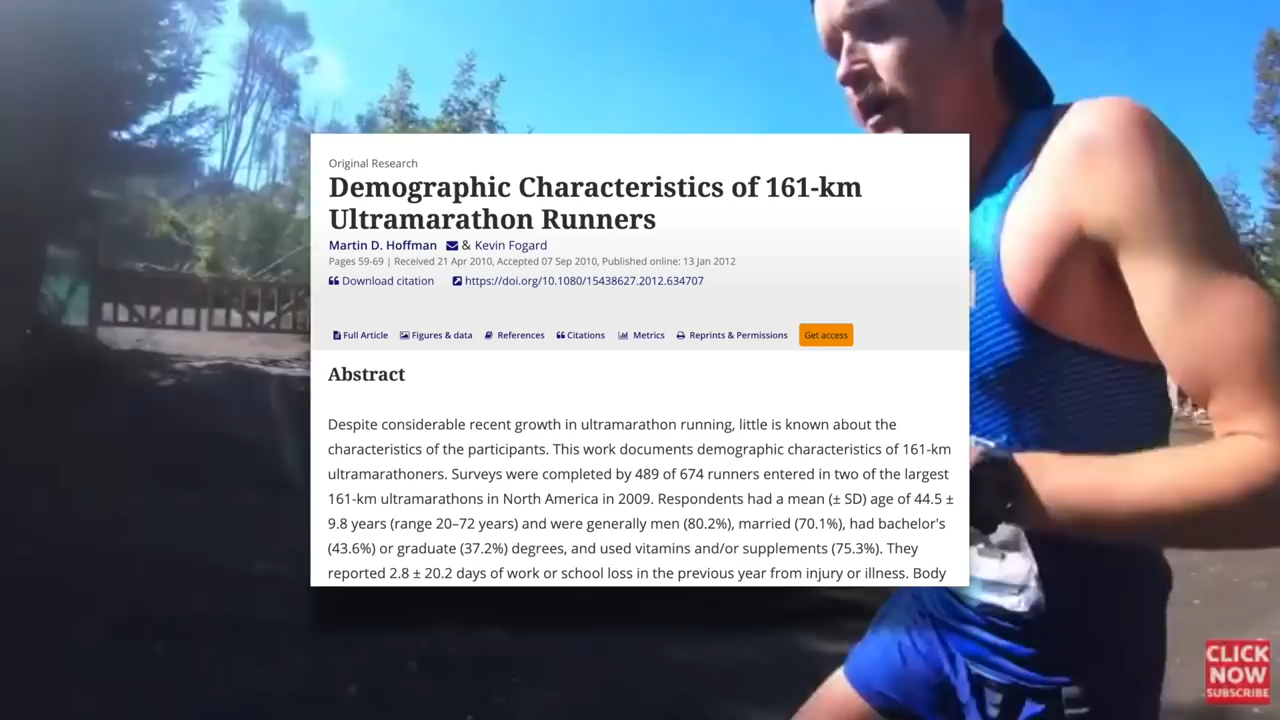 Original Research
Demographic Characteristics of 161-km
Ultramarathon Runners
Martin D. Hoffman & Kevin Fogard
Pages 59-69 | Received 21 Apr 2010, Accepted 07 Sep 2010, Published online: 13 Jan 2012
Download citation https://doi.org/10.1080/15438627.2012.634707
Full Article Figures & data References Citations Metrics Reprints & Permissions Get access
Abstract
Despite considerable recent growth in ultramarathon running, little is known about the
characteristics of the participants. This work documents demographic characteristics of 161-km
ultramarathoners. Surveys were completed by 489 of 674 runners entered in two of the largest
161-km ultramarathons in North America in 2009. Respondents had a mean (± SD) age of 44.5 ±
9.8 years (range 20–72 years) and were generally men (80.2%), married (70.1%), had bachelor's
(43.6%) or graduate (37.2%) degrees, and used vitamins and/or supplements (75.3%). They
reported 2.8 ± 20.2 days of work or school loss in the previous year from injury or illness. Body
CLICK
NOW
SUBSCRIBE